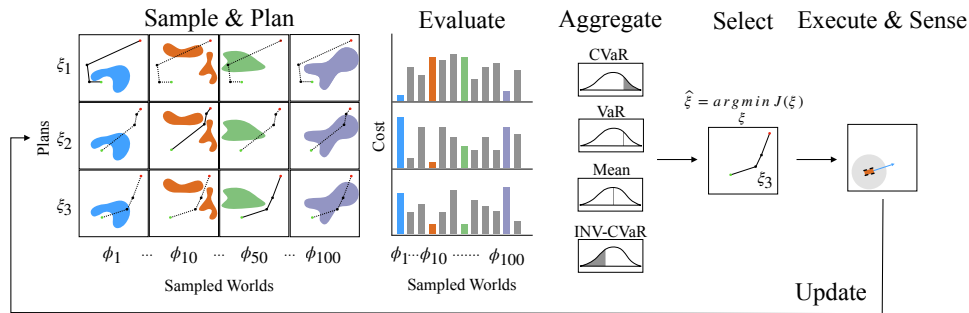 Sample & Plan
Evaluate
Aggregate
Select
Execute & Sense
Plans
ξ1
ξ2
ξ3
ϕ1 ... ϕ10 ... ϕ50 ... ϕ100
Sampled Worlds
Cost
ϕ1...ϕ10 ....... ϕ100
Sampled Worlds
CVaR
VaR
Mean
INV-CVaR
ξ̂ = argmin J(ξ)
ξ
ξ3
Update